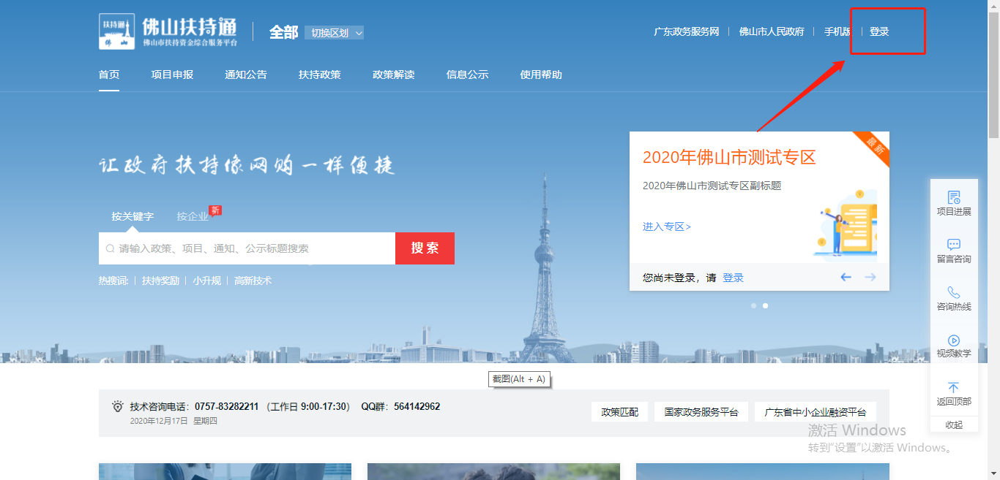 扶持通
佛山
佛山扶持通
佛山市扶持资金综合服务平台
全部
切换区划
广东政务服务网
佛山市人民政府
手机版
登录
首页
项目申报
通知公告
扶持政策
政策解读
信息公示
使用帮助
让政府扶持像网购一样便捷
按关键字
按企业
新
请输入政策、项目、通知、公示标题搜索
搜索
热搜词:
扶持奖励
小升规
高新技术
2020年佛山市测试专区
最新
2020年佛山市测试专区副标题
进入专区>
您尚未登录，请 登录
项目进展
留言咨询
咨询热线
视频教学
返回顶部
收起
截图(Alt + A)
技术咨询电话：0757-83282211 （工作日 9:00-17:30） QQ群：564142962
2020年12月17日 星期四
政策匹配
国家政务服务平台
广东省中小企业融资平台
激活 Windows
转到"设置"以激活 Windows。